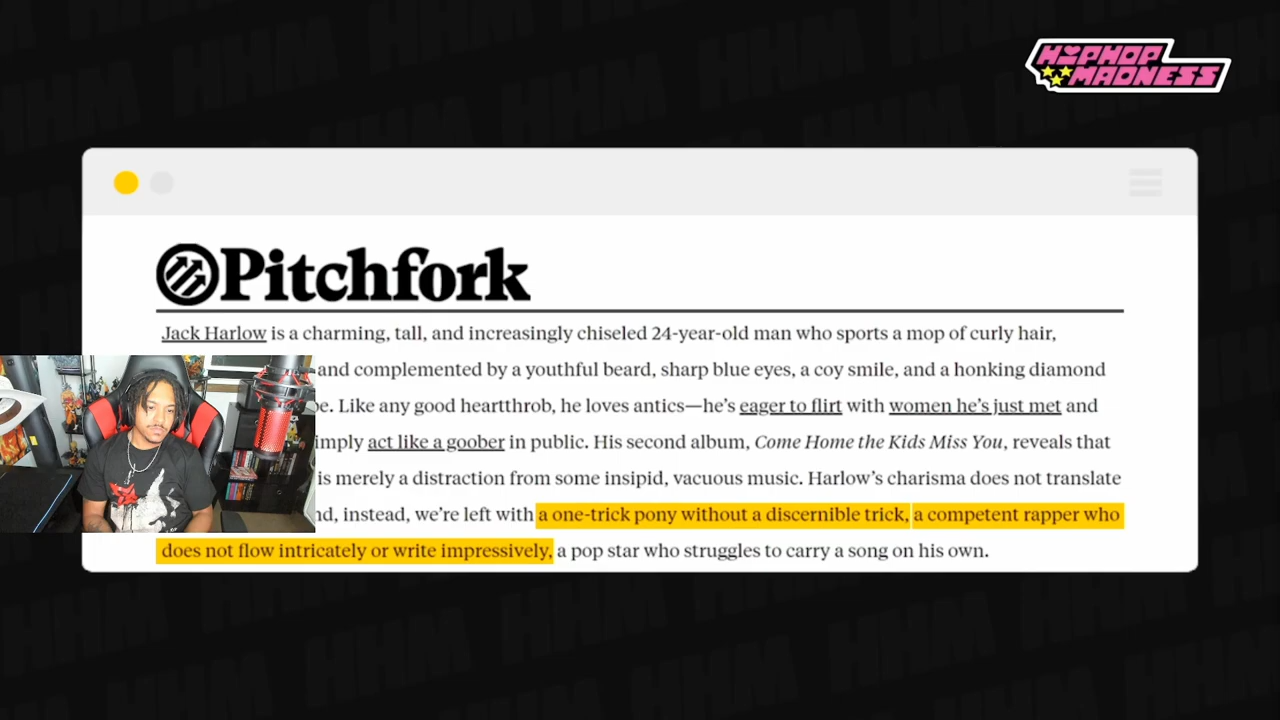 HIPHOP
MADNESS
Pitchfork
Jack Harlow is a charming, tall, and increasingly chiseled 24-year-old man who sports a mop of curly hair,
and complemented by a youthful beard, sharp blue eyes, a coy smile, and a honking diamond
Like any good heartthrob, he loves antics—he's eager to flirt with women he's just met and
act like a goober in public. His second album, Come Home the Kids Miss You, reveals that
is merely a distraction from some insipid, vacuous music. Harlow's charisma does not translate
instead, we're left with a one-trick pony without a discernible trick, a competent rapper who
does not flow intricately or write impressively, a pop star who struggles to carry a song on his own.